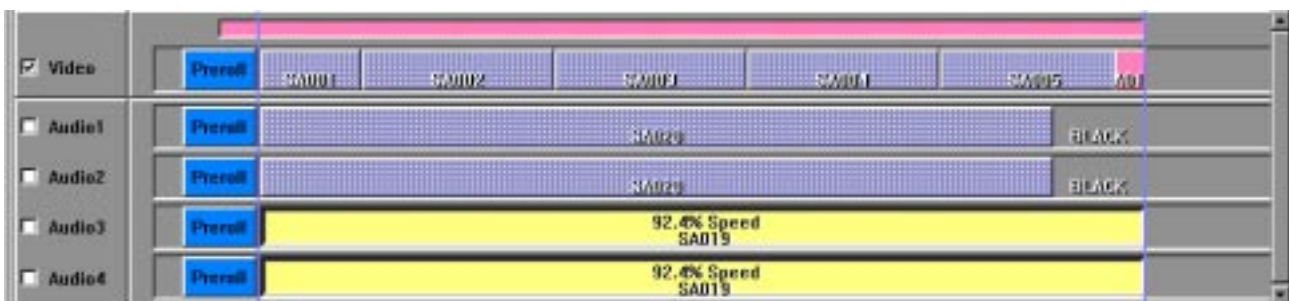 Video Preroll SA001 SA002 SA003 SA004 SA005
Audio1 Preroll SA020 BLACK
Audio2 Preroll SA020 BLACK
Audio3 Preroll 92.4% Speed
SA019
Audio4 Preroll 92.4% Speed
SA019